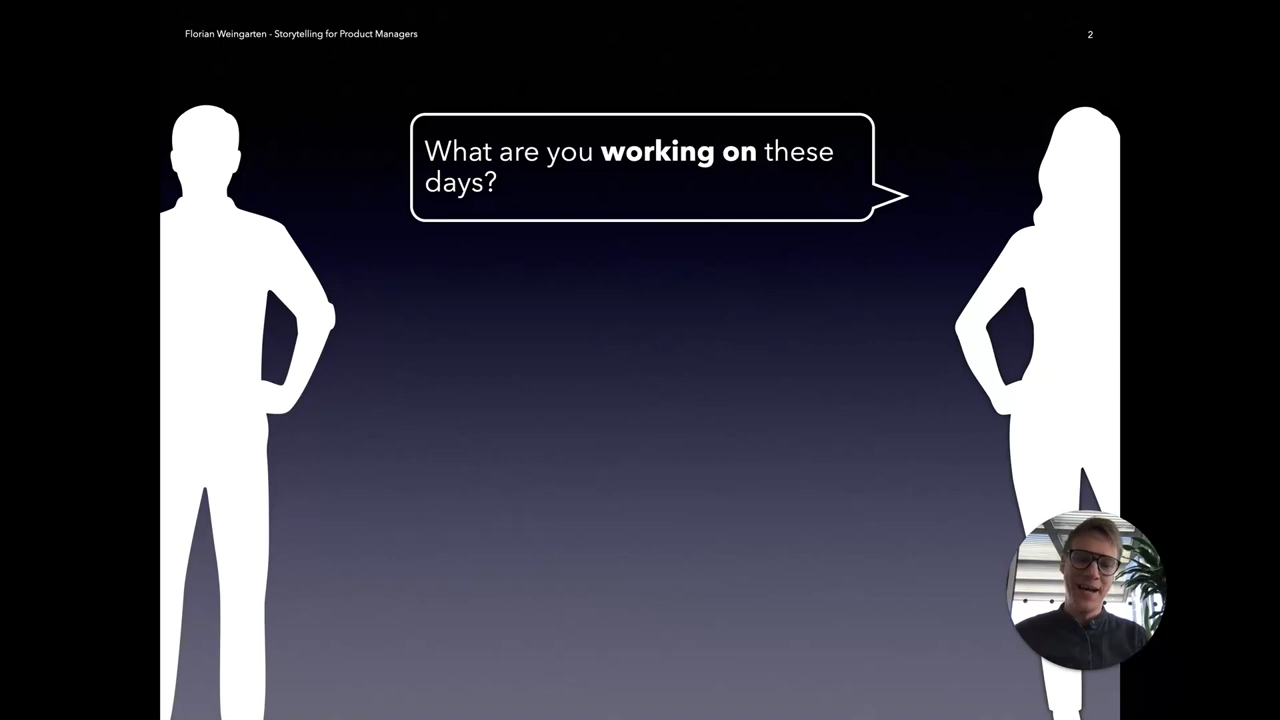 Florian Weingarten - Storytelling for Product Managers
2
What are you working on these
days?